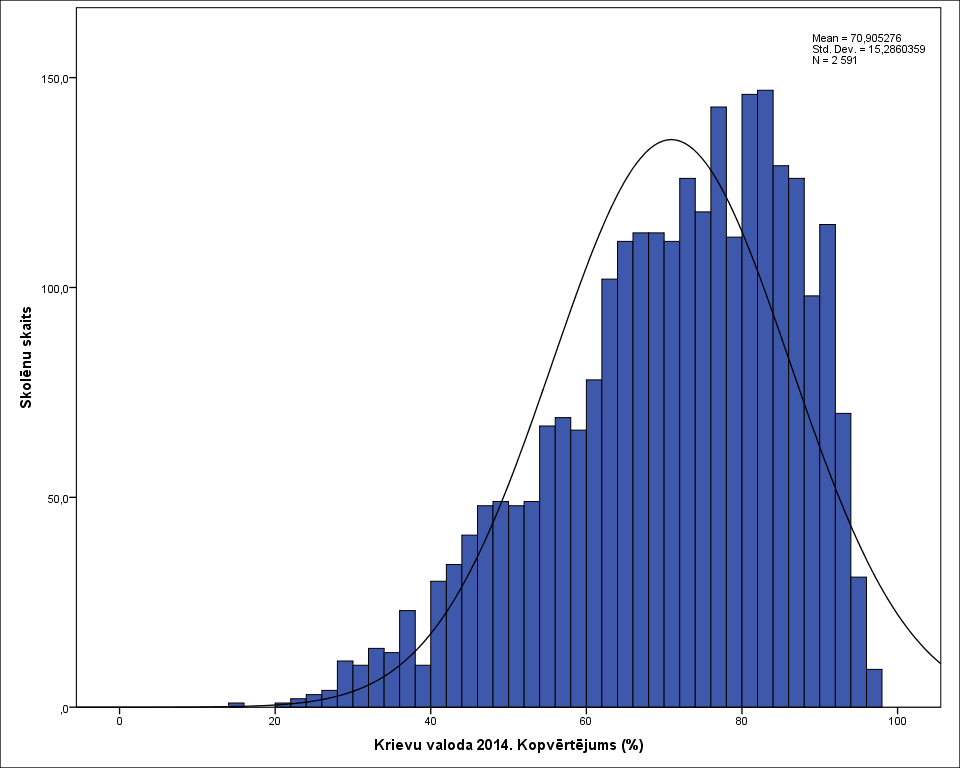 Mean = 70,905276
Std. Dev. = 15,2860359
N = 2 591
150,0
100,0
50,0
,0
Skolēnu skaits
0 20 40 60 80 100
Krievu valoda 2014. Kopvērtējums (%)